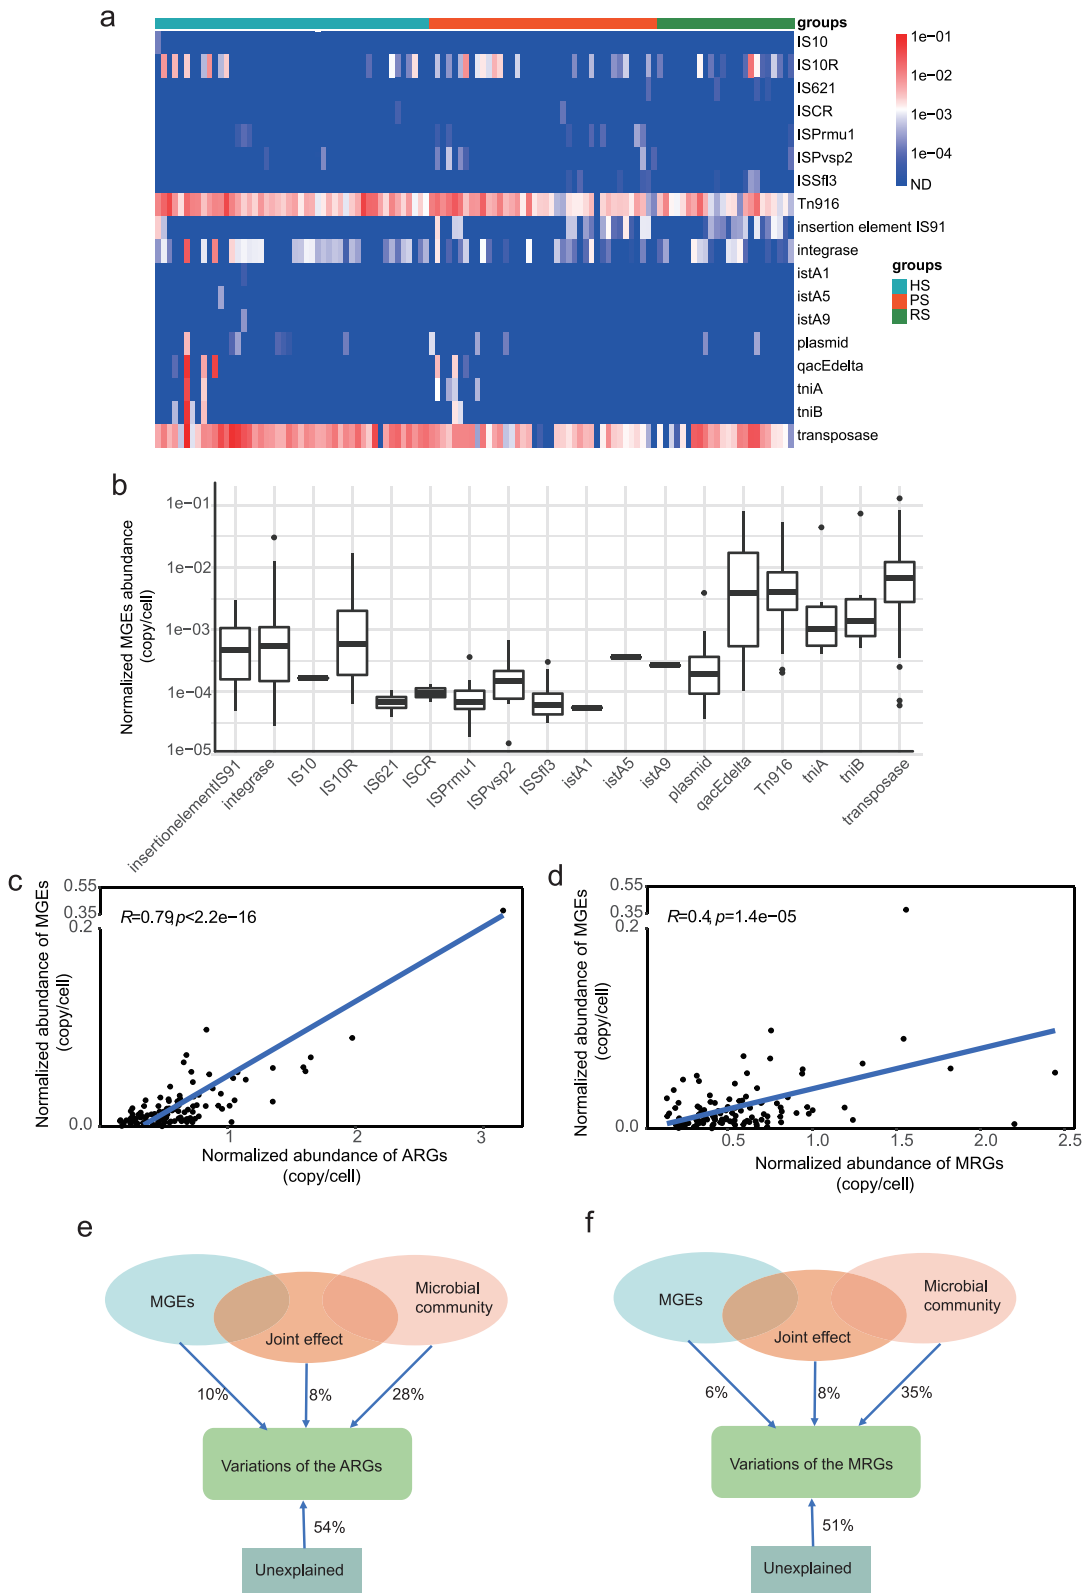 a
groups
IS10
IS10R
IS621
ISCR
ISPrmu1
ISPvsp2
ISSfl3
Tn916
insertion element IS91
integrase
istA1
istA5
istA9
plasmid
qacEdelta
tniA
tniB
transposase
1e−01
1e−02
1e−03
1e−04
ND
groups
HS
PS
RS
b
Normalized MGEs abundance
(copy/cell)
1e−01
1e−02
1e−03
1e−04
1e−05
insertionelementIS91
integrase
IS10
IS10R
IS621
ISCR
ISPrmu1
ISPvsp2
ISSfl3
istA1
istA5
istA9
plasmid
qacEdelta
Tn916
tniA
tniB
transposase
c
Normalized abundance of MGEs
(copy/cell)
0.55
0.35
0.2
0.0
R=0.79, p<2.2e−16
1
2
3
Normalized abundance of ARGs
(copy/cell)
d
Normalized abundance of MGEs
(copy/cell)
0.55
0.35
0.2
0.0
R=0.4, p=1.4e−05
0.5
1.0
1.5
2.0
2.5
Normalized abundance of MRGs
(copy/cell)
e
MGEs
Joint effect
Microbial
community
10%
8%
28%
Variations of the ARGs
54%
Unexplained
f
MGEs
Joint effect
Microbial
community
6%
8%
35%
Variations of the MRGs
51%
Unexplained